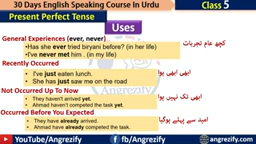 30 Days English Speaking Course In Urdu
Class 5
Present Perfect Tense
Uses
General Experiences (ever, never)
•Has she ever tried biryani before? (in her life)
•I've never met him . (in my life)
کچھ عام تجربات
Recently Occurred
• I've just eaten lunch.
• She has just saw me on the road
ابھی ابھی ہوا
Not Occurred Up To Now
• They haven't arrived yet.
• Ahmad haven't competed the task yet.
ابھی تک نہیں ہوا
Occurred Before You Expected
• They have already arrived.
• Ahmad have already competed the task.
امید سے پہلے ہوگیا
YouTube/Angrezify
fb/Angrezify
angrezify.com